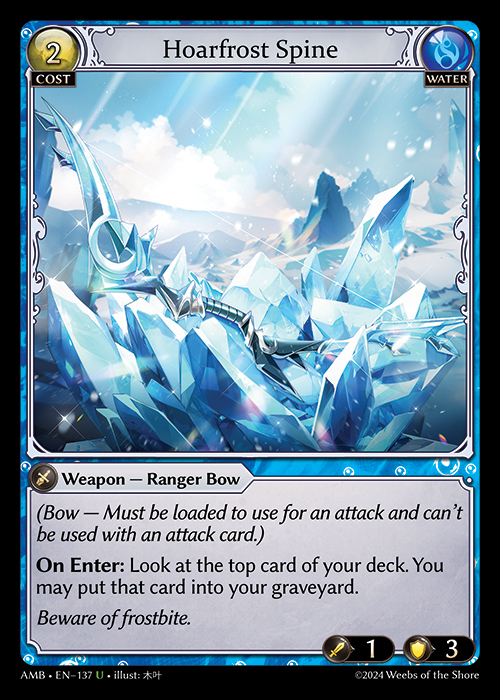 2
COST
Hoarfrost Spine
WATER
Weapon — Ranger Bow
(Bow — Must be loaded to use for an attack and can't
be used with an attack card.)
On Enter: Look at the top card of your deck. You
may put that card into your graveyard.
Beware of frostbite.
1
3
AMB • EN–137 U • illust: 木叶
©2024 Weebs of the Shore